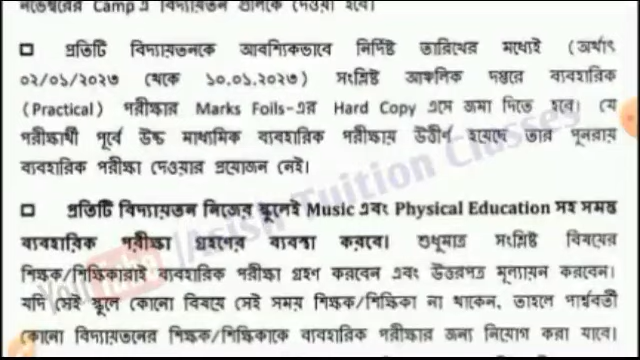 নভেম্বরের Camp এ বিদ্যায়তন গুলিকে দেওয়া হবে।
প্রতিটি বিদ্যায়তনকে আবশ্যিকভাবে নির্দিষ্ট তারিখের মধ্যেই (অর্থাৎ
০২/০১/২০২৩ থেকে ১০.০১.২০২৩) সংশ্লিষ্ট আঞ্চলিক দপ্তরে ব্যবহারিক
(Practical) পরীক্ষার Marks Foils-এর Hard Copy এসে জমা দিতে হবে। যে
পরীক্ষার্থী পূর্বে উচ্চ মাধ্যমিক ব্যবহারিক পরীক্ষায় উত্তীর্ণ হয়েছে তার পুনরায়
ব্যবহারিক পরীক্ষা দেওয়ার প্রয়োজন নেই।
প্রতিটি বিদ্যায়তন নিজের স্কুলেই Music এবং Physical Education সহ সমস্ত
ব্যবহারিক পরীক্ষা গ্রহণের ব্যবস্থা করবে। শুধুমাত্র সংশ্লিষ্ট বিষয়ের
শিক্ষক/শিক্ষিকারাই ব্যবহারিক পরীক্ষা গ্রহণ করবেন এবং উত্তরপত্র মূল্যায়ন করবেন।
যদি সেই স্কুলে কোনো বিষয়ে সেই সময় শিক্ষক/শিক্ষিকা না থাকেন, তাহলে পার্শ্ববর্তী
কোনো বিদ্যায়তনের শিক্ষক/শিক্ষিকাকে ব্যবহারিক পরীক্ষার জন্য নিয়োগ করা যাবে।
YouTube/Asish Tuition Classes